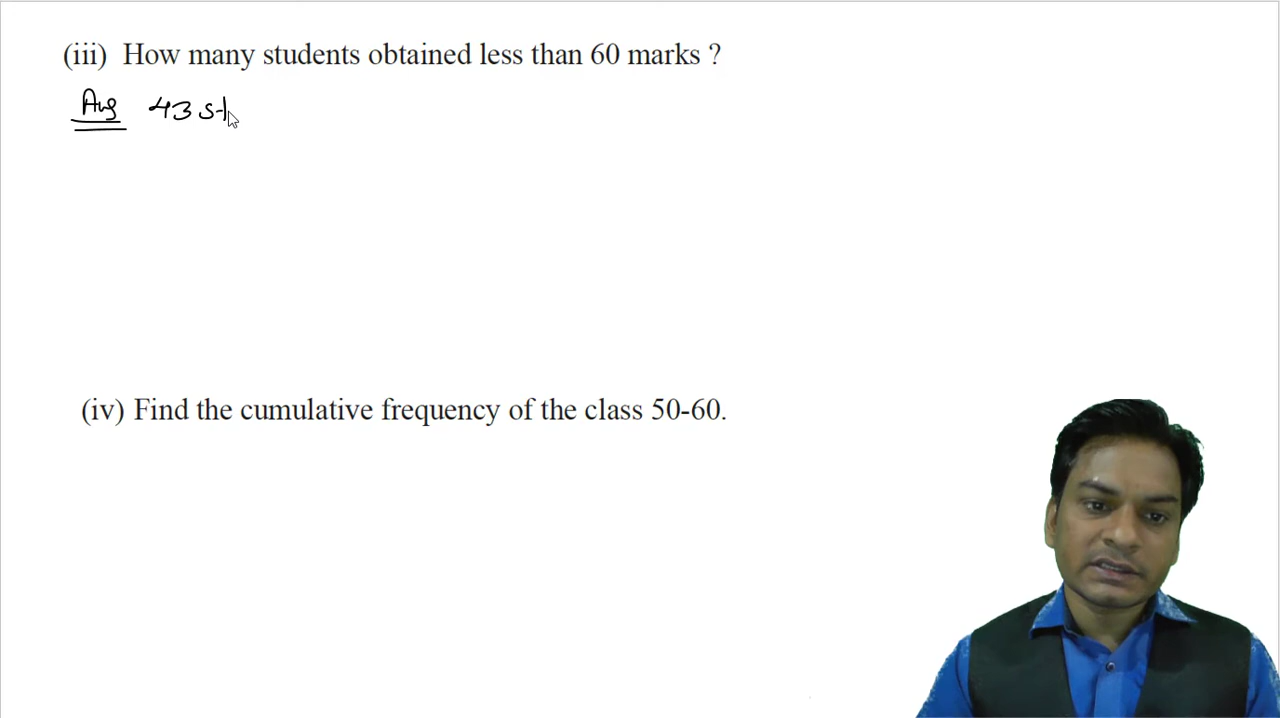 (iii) How many students obtained less than 60 marks ?
Ans 43 st
(iv) Find the cumulative frequency of the class 50-60.